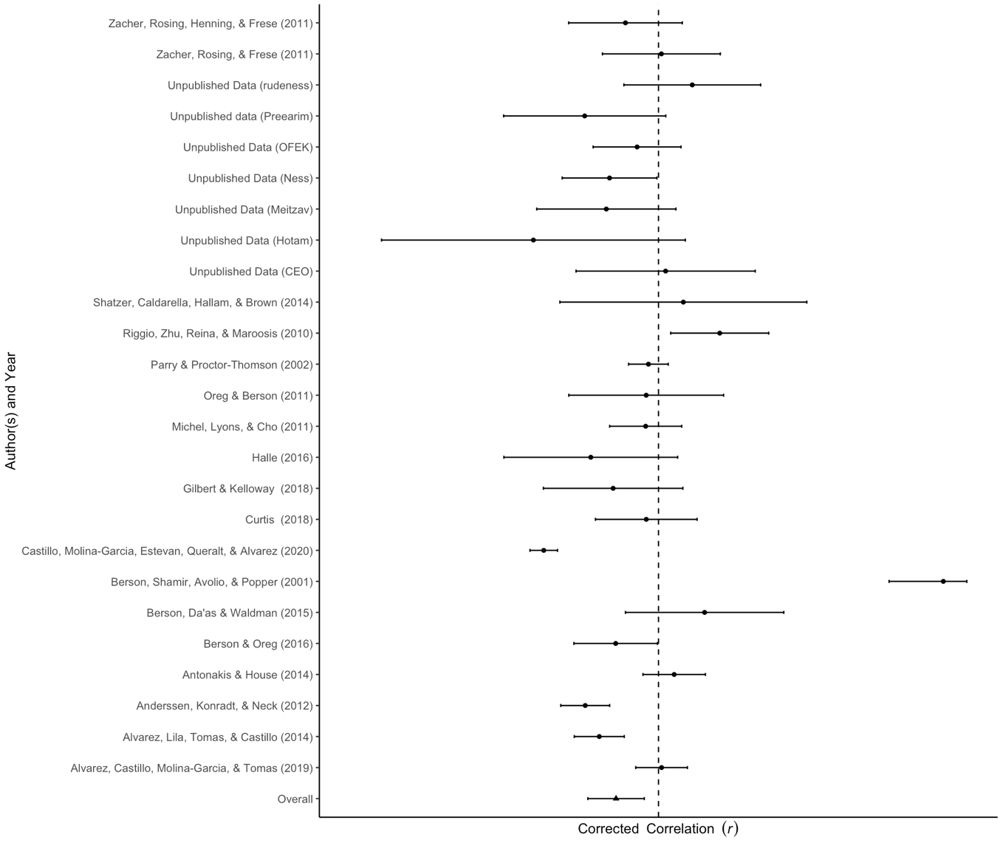 Zacher, Rosing, Henning, & Frese (2011)
Zacher, Rosing, & Frese (2011)
Unpublished Data (rudeness)
Unpublished data (Preearim)
Unpublished Data (OFEK)
Unpublished Data (Ness)
Unpublished Data (Meitzav)
Unpublished Data (Hotam)
Unpublished Data (CEO)
Shatzer, Caldarella, Hallam, & Brown (2014)
Riggio, Zhu, Reina, & Maroosis (2010)
Parry & Proctor-Thomson (2002)
Oreg & Berson (2011)
Michel, Lyons, & Cho (2011)
Halle (2016)
Gilbert & Kelloway  (2018)
Curtis  (2018)
Castillo, Molina-Garcia, Estevan, Queralt, & Alvarez (2020)
Berson, Shamir, Avolio, & Popper (2001)
Berson, Da'as & Waldman (2015)
Berson & Oreg (2016)
Antonakis & House (2014)
Anderssen, Konradt, & Neck (2012)
Alvarez, Lila, Tomas, & Castillo (2014)
Alvarez, Castillo, Molina-Garcia, & Tomas (2019)
Overall
Author(s) and Year
Corrected Correlation (r)